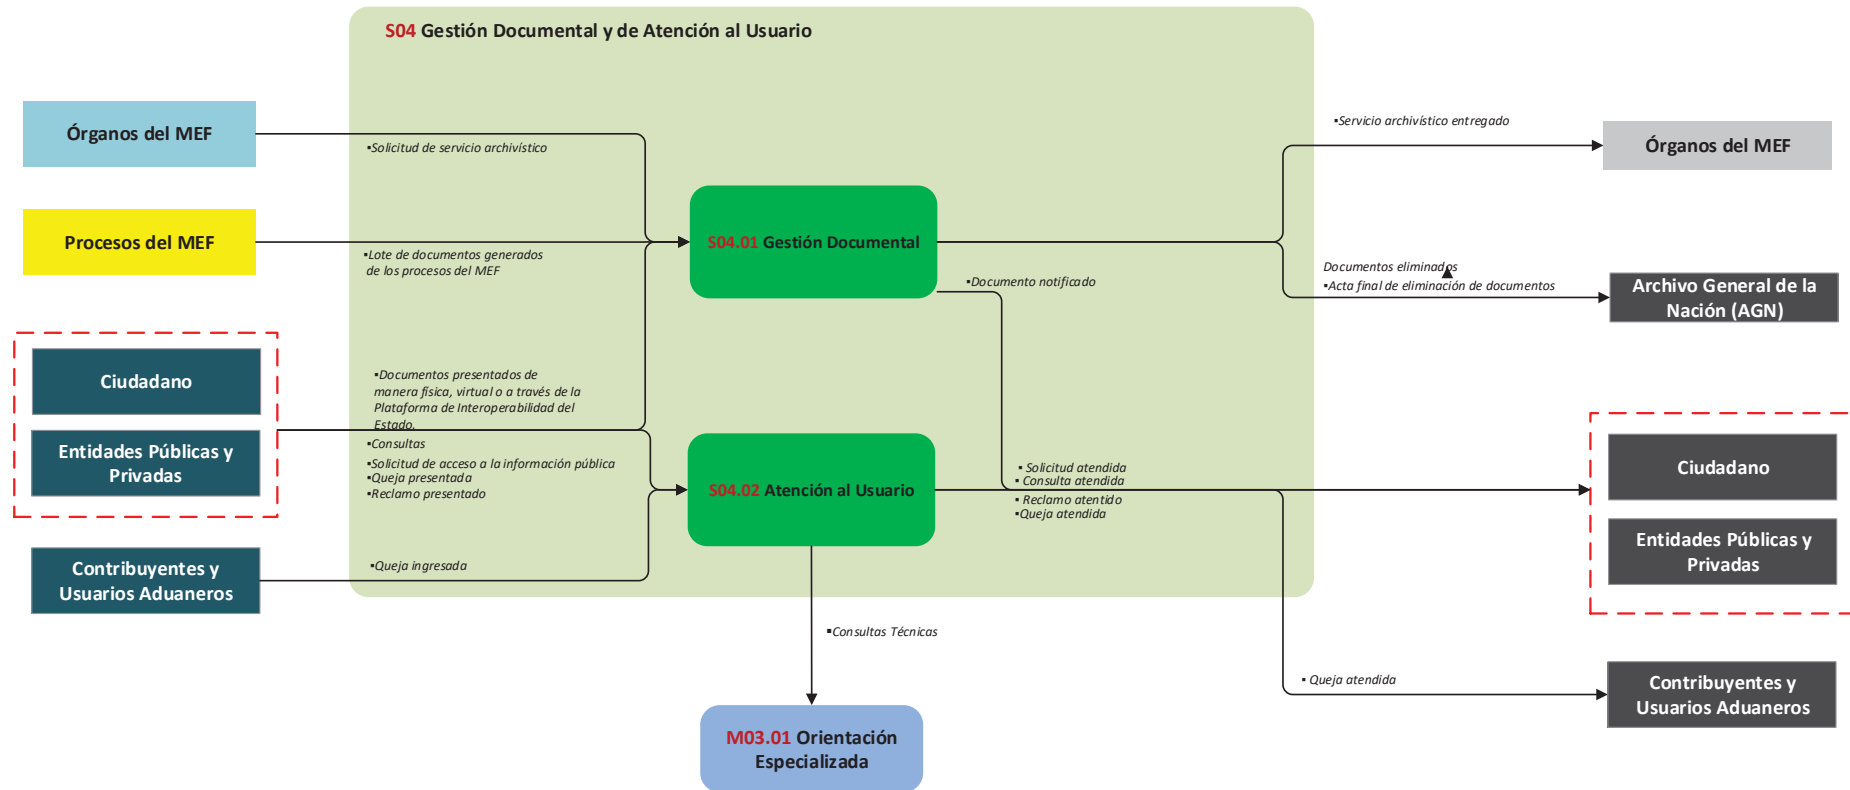 S04 Gestión Documental y de Atención al Usuario
Órganos del MEF
▪Solicitud de servicio archivístico
▪Servicio archivístico entregado
Órganos del MEF
Procesos del MEF
▪Lote de documentos generados
de los procesos del MEF
S04.01 Gestión Documental
▪Documento notificado
Documentos eliminados
▪Acta final de eliminación de documentos
Archivo General de la
Nación (AGN)
Ciudadano
Entidades Públicas y
Privadas
▪Documentos presentados de
manera física, virtual o a través de la
Plataforma de Interoperabilidad del
Estado.
▪Consultas
▪Solicitud de acceso a la información pública
▪Queja presentada
▪Reclamo presentado
S04.02 Atención al Usuario
▪ Solicitud atendida
▪ Consulta atendida
▪ Reclamo atentido
▪Queja atendida
Ciudadano
Entidades Públicas y
Privadas
Contribuyentes y
Usuarios Aduaneros
▪Queja ingresada
▪Consultas Técnicas
▪ Queja atendida
Contribuyentes y
Usuarios Aduaneros
M03.01 Orientación
Especializada